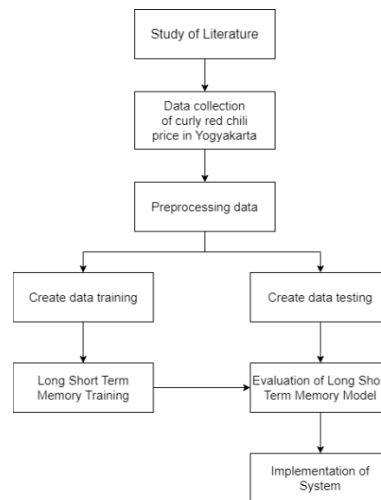 Study of Literature
Data collection
of curly red chili
price in Yogyakarta
Preprocessing data
Create data training
Create data testing
Long Short Term
Memory Training
Evaluation of Long Shor
Term Memory Model
Implementation of
System